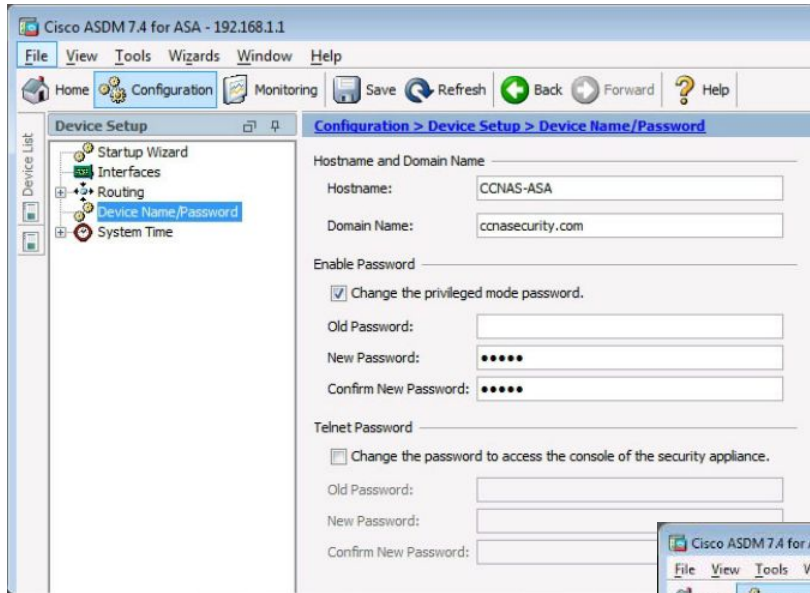 Cisco ASDM 7.4 for ASA - 192.168.1.1
File View Tools Wizards Window Help
Home Configuration Monitoring Save Refresh Back Forward Help
Device List
Device Setup
Startup Wizard
Interfaces
Routing
Device Name/Password
System Time
Configuration > Device Setup > Device Name/Password
Hostname and Domain Name
Hostname: CCNAS-ASA
Domain Name: ccnasecurity.com
Enable Password
Change the privileged mode password.
Old Password:
New Password: •••••
Confirm New Password: •••••
Telnet Password
Change the password to access the console of the security appliance.
Old Password:
New Password:
Confirm New Password:
Cisco ASDM 7.4 for
File View Tools